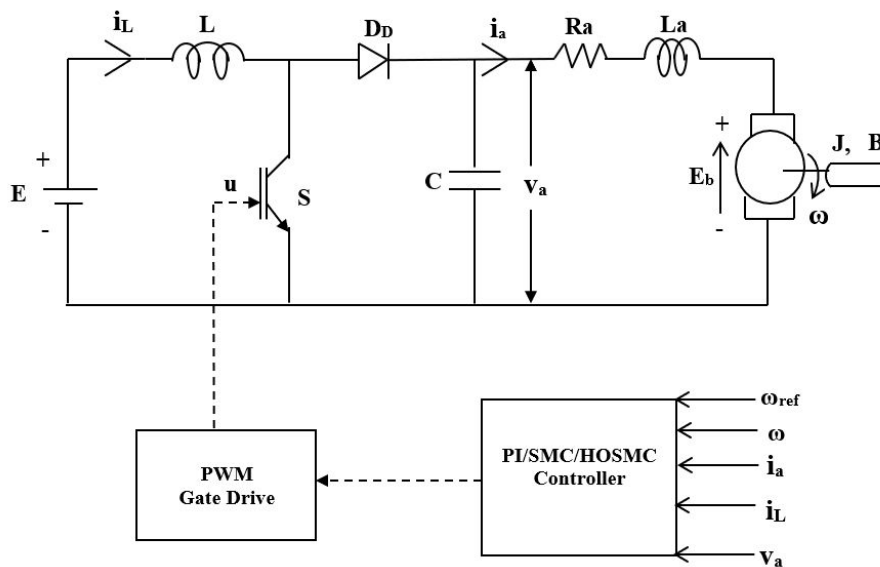 iL
L
DD
ia
Ra
La
+
E
-
u
S
C
va
+
Eb
-
J, B
ω
PWM
Gate Drive
PI/SMC/HOSMC
Controller
ωref
ω
ia
iL
va